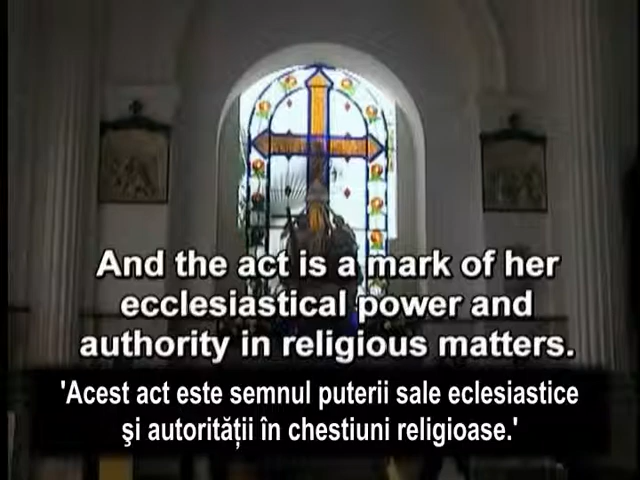 And the act is a mark of her
ecclesiastical power and
authority in religious matters.
'Acest act este semnul puterii sale eclesiastice
şi autorității în chestiuni religioase.'